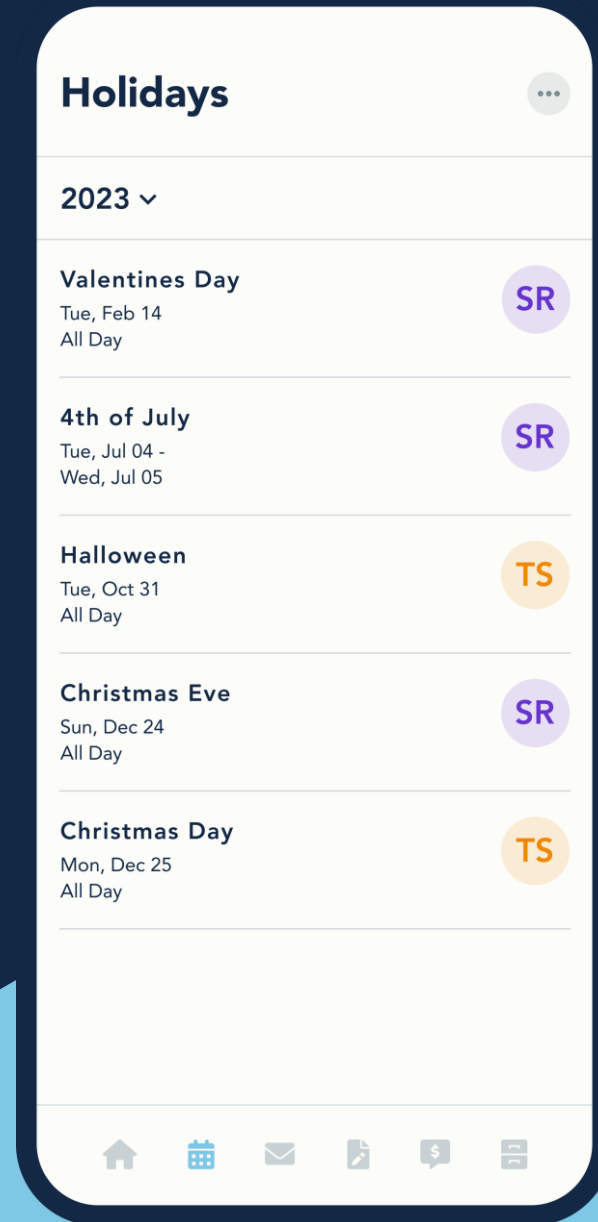 Holidays
2023
Valentines Day
Tue, Feb 14
All Day
SR
4th of July
Tue, Jul 04 -
Wed, Jul 05
SR
Halloween
Tue, Oct 31
All Day
TS
Christmas Eve
Sun, Dec 24
All Day
SR
Christmas Day
Mon, Dec 25
All Day
TS
$